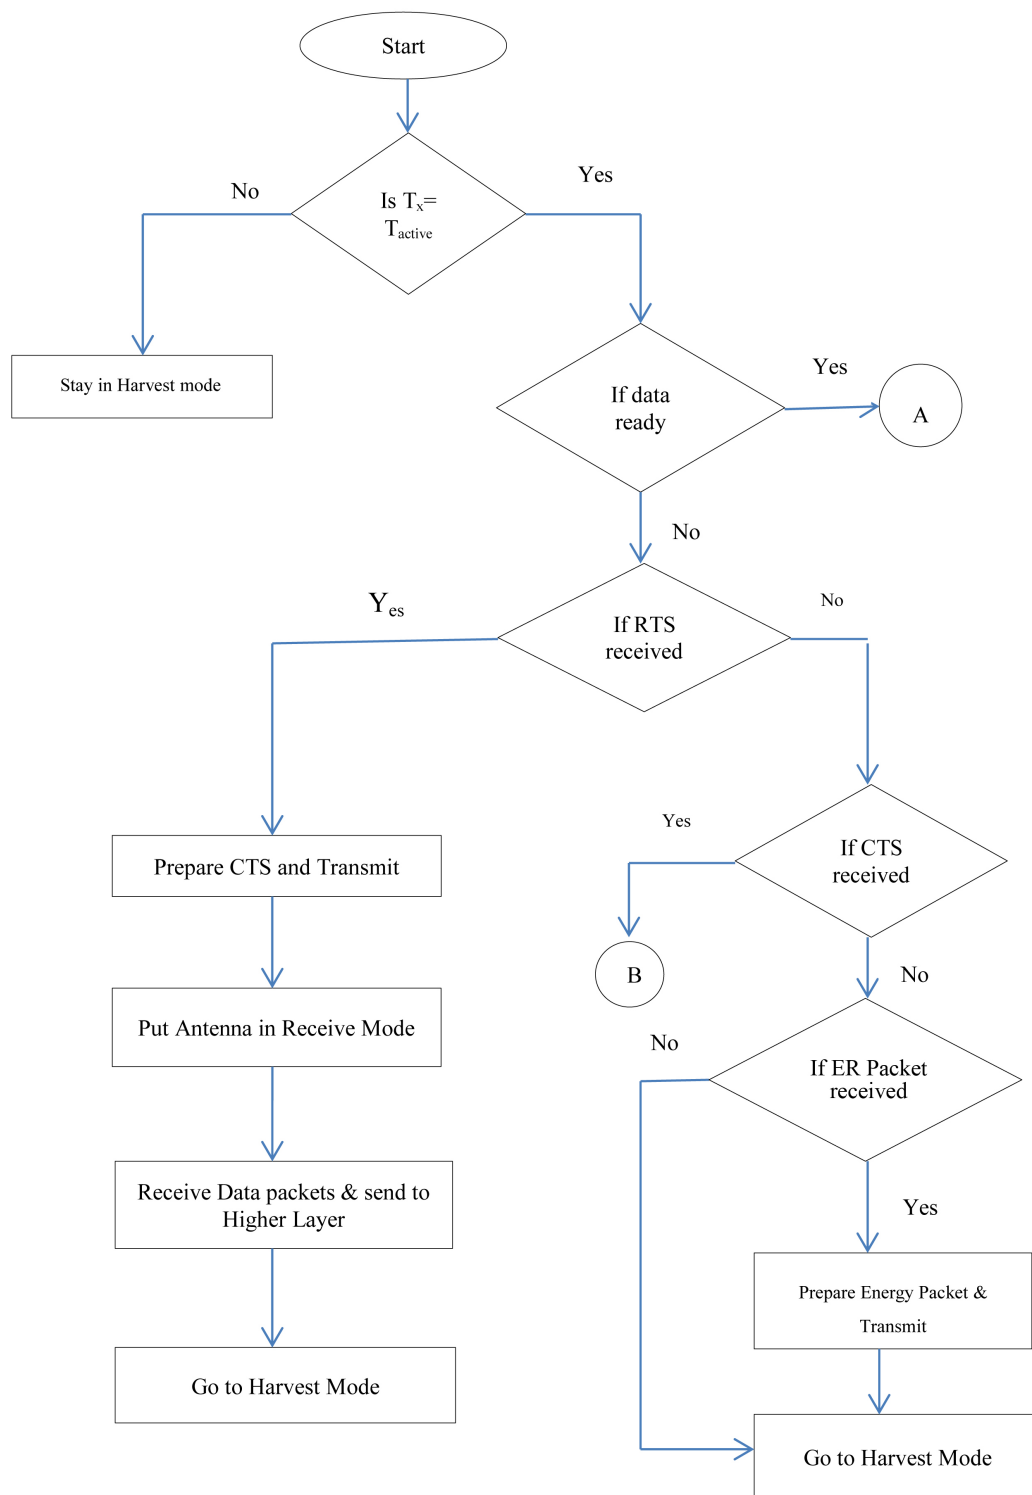 Start
No
Yes
Is Tx=
Tactive
Stay in Harvest mode
If data
ready
Yes
A
No
Yes
If RTS
received
No
Prepare CTS and Transmit
Yes
If CTS
received
B
No
Put Antenna in Receive Mode
No
If ER Packet
received
Receive Data packets & send to
Higher Layer
Yes
Prepare Energy Packet &
Transmit
Go to Harvest Mode
Go to Harvest Mode